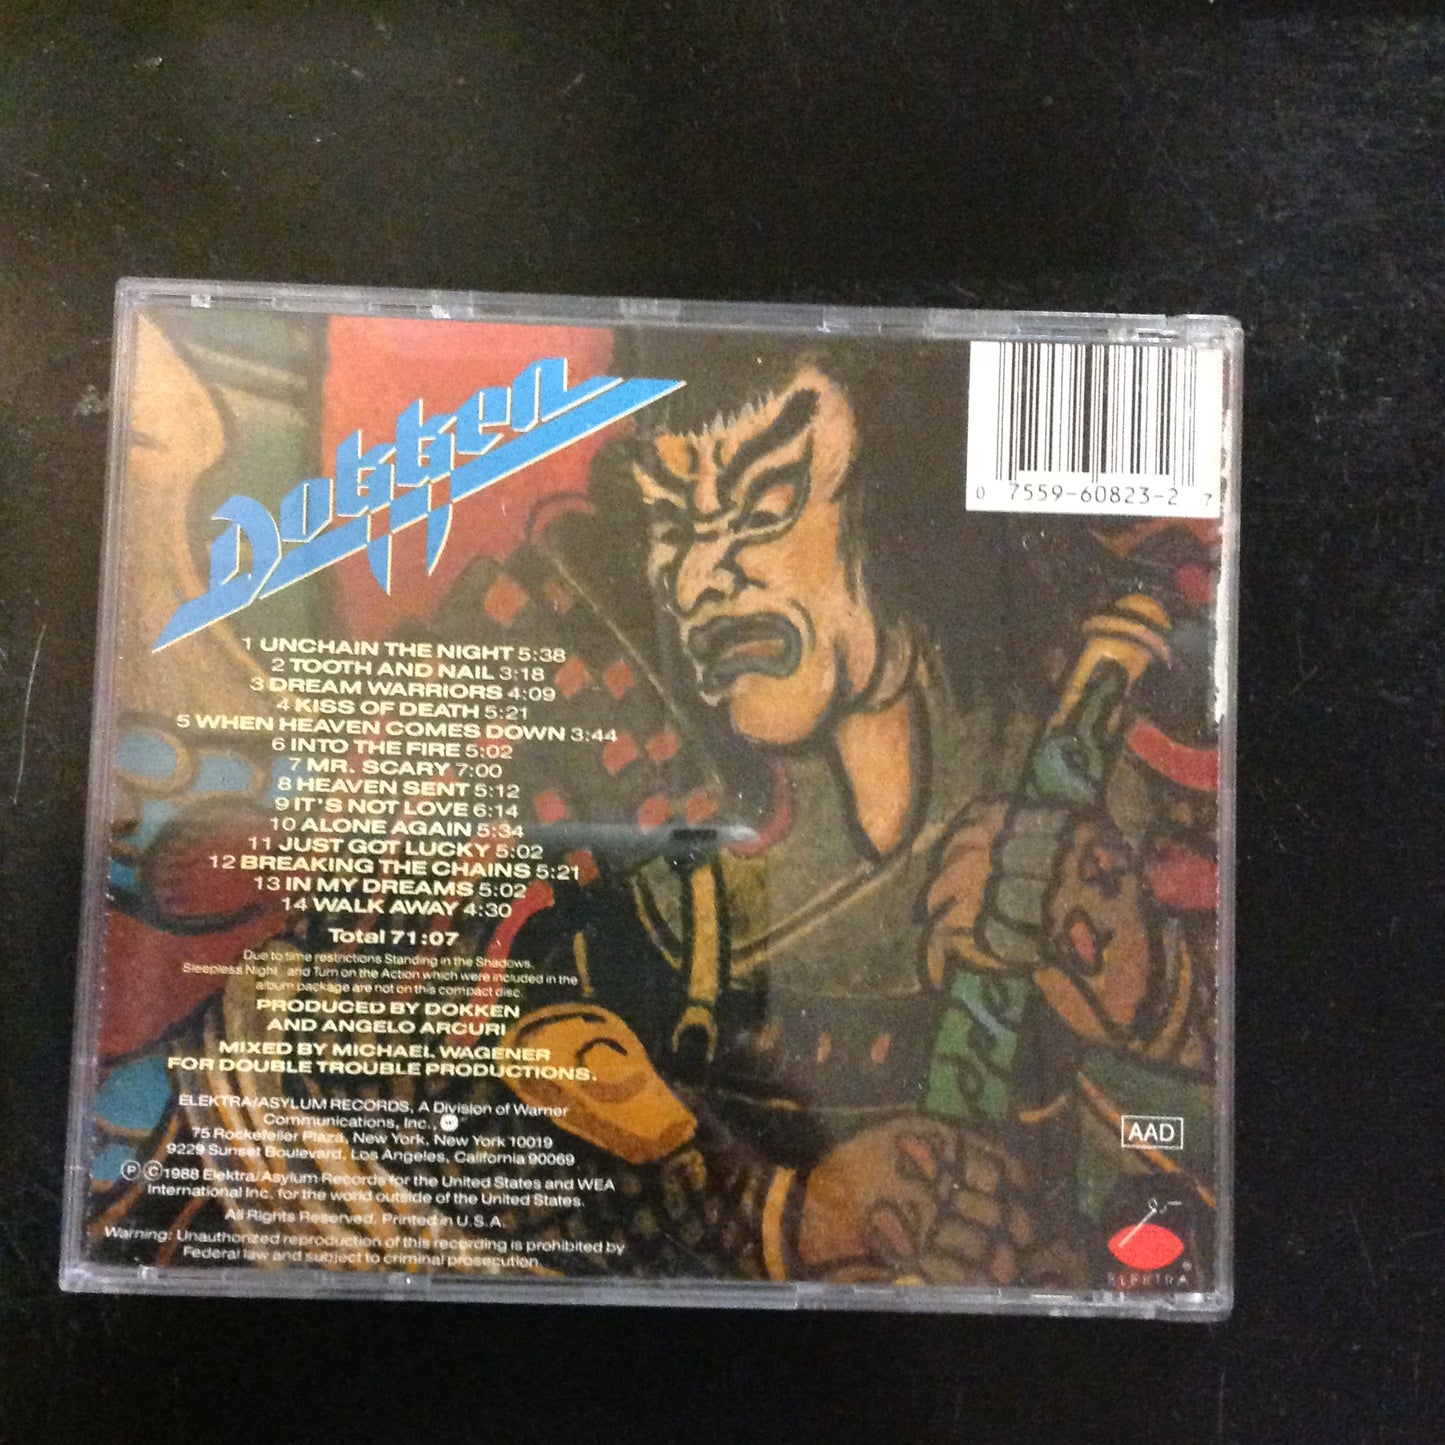 Dokken
0 7559-60823-2 7
1 UNCHAIN THE NIGHT 5:38
2 TOOTH AND NAIL 3:18
3 DREAM WARRIORS 4:09
4 KISS OF DEATH 5:21
5 WHEN HEAVEN COMES DOWN 3:44
6 INTO THE FIRE 5:02
7 MR. SCARY 7:00
8 HEAVEN SENT 5:12
9 IT'S NOT LOVE 6:14
10 ALONE AGAIN 5:34
11 JUST GOT LUCKY 5:02
12 BREAKING THE CHAINS 5:21
13 IN MY DREAMS 5:02
14 WALK AWAY 4:30
Total 71:07
Due to time restrictions Standing in the Shadows,
Sleepless Night and Turn on the Action which were included in the
album package are not on this compact disc.
PRODUCED BY DOKKEN
AND ANGELO ARCURI
MIXED BY MICHAEL WAGENER
FOR DOUBLE TROUBLE PRODUCTIONS.
ELEKTRA/ASYLUM RECORDS, A Division of Warner
Communications, Inc.,
75 Rockefeller Plaza, New York, New York 10019
9229 Sunset Boulevard, Los Angeles, California 90069
Ⓟ ©1988 Elektra/Asylum Records for the United States and WEA
International Inc. for the world outside of the United States.
All Rights Reserved. Printed in U.S.A.
Warning: Unauthorized reproduction of this recording is prohibited by
Federal law and subject to criminal prosecution.
AAD
ELEKTRA ®